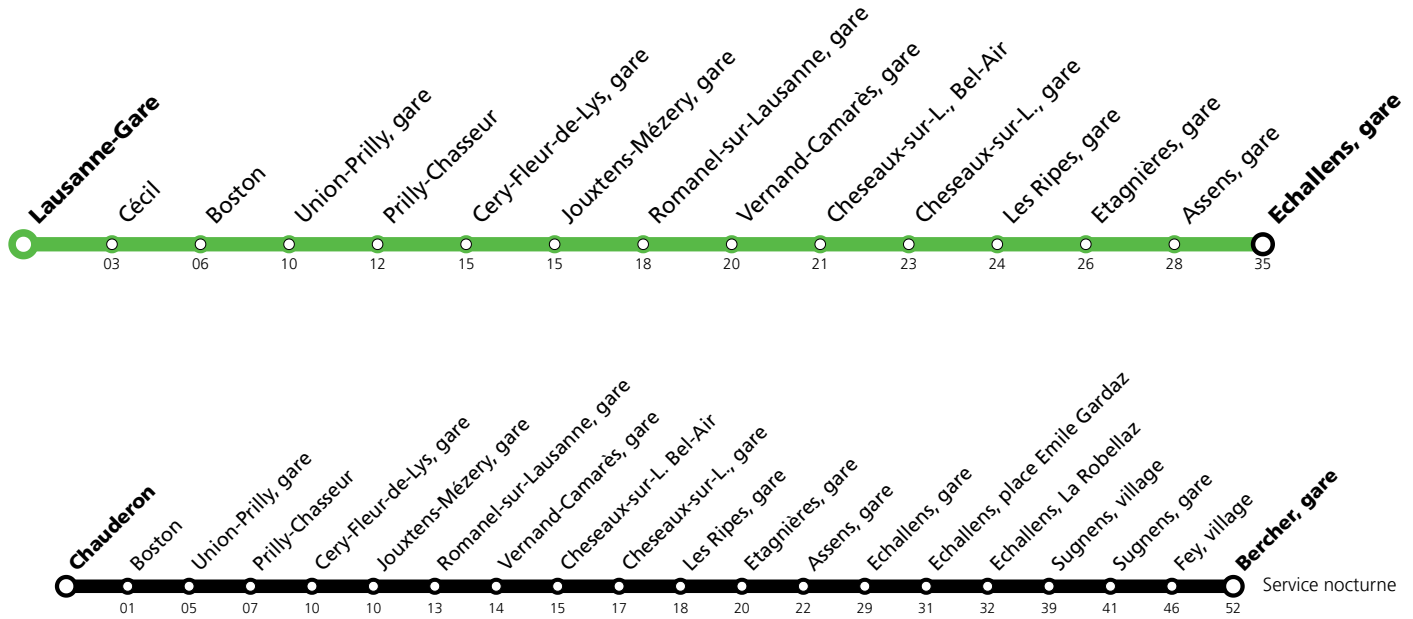 Lausanne-Gare
Cécil
Boston
Union-Prilly, gare
Prilly-Chasseur
Cery-Fleur-de-Lys, gare
Jouxtens-Mézery, gare
Romanel-sur-Lausanne, gare
Vernand-Camarès, gare
Cheseaux-sur-L., Bel-Air
Cheseaux-sur-L., gare
Les Ripes, gare
Etagnières, gare
Assens, gare
Echallens, gare
03 06 10 12 15 15 18 20 21 23 24 26 28 35
Chauderon
Boston
Union-Prilly, gare
Prilly-Chasseur
Cery-Fleur-de-Lys, gare
Jouxtens-Mézery, gare
Romanel-sur-Lausanne, gare
Vernand-Camarès, gare
Cheseaux-sur-L. Bel-Air
Cheseaux-sur-L., gare
Les Ripes, gare
Etagnières, gare
Assens, gare
Echallens, gare
Echallens, place Emile Gardaz
Echallens, La Robellaz
Sugnens, village
Sugnens, gare
Fey, village
Bercher, gare
Service nocturne
01 05 07 10 10 13 14 15 17 18 20 22 29 31 32 39 41 46 52